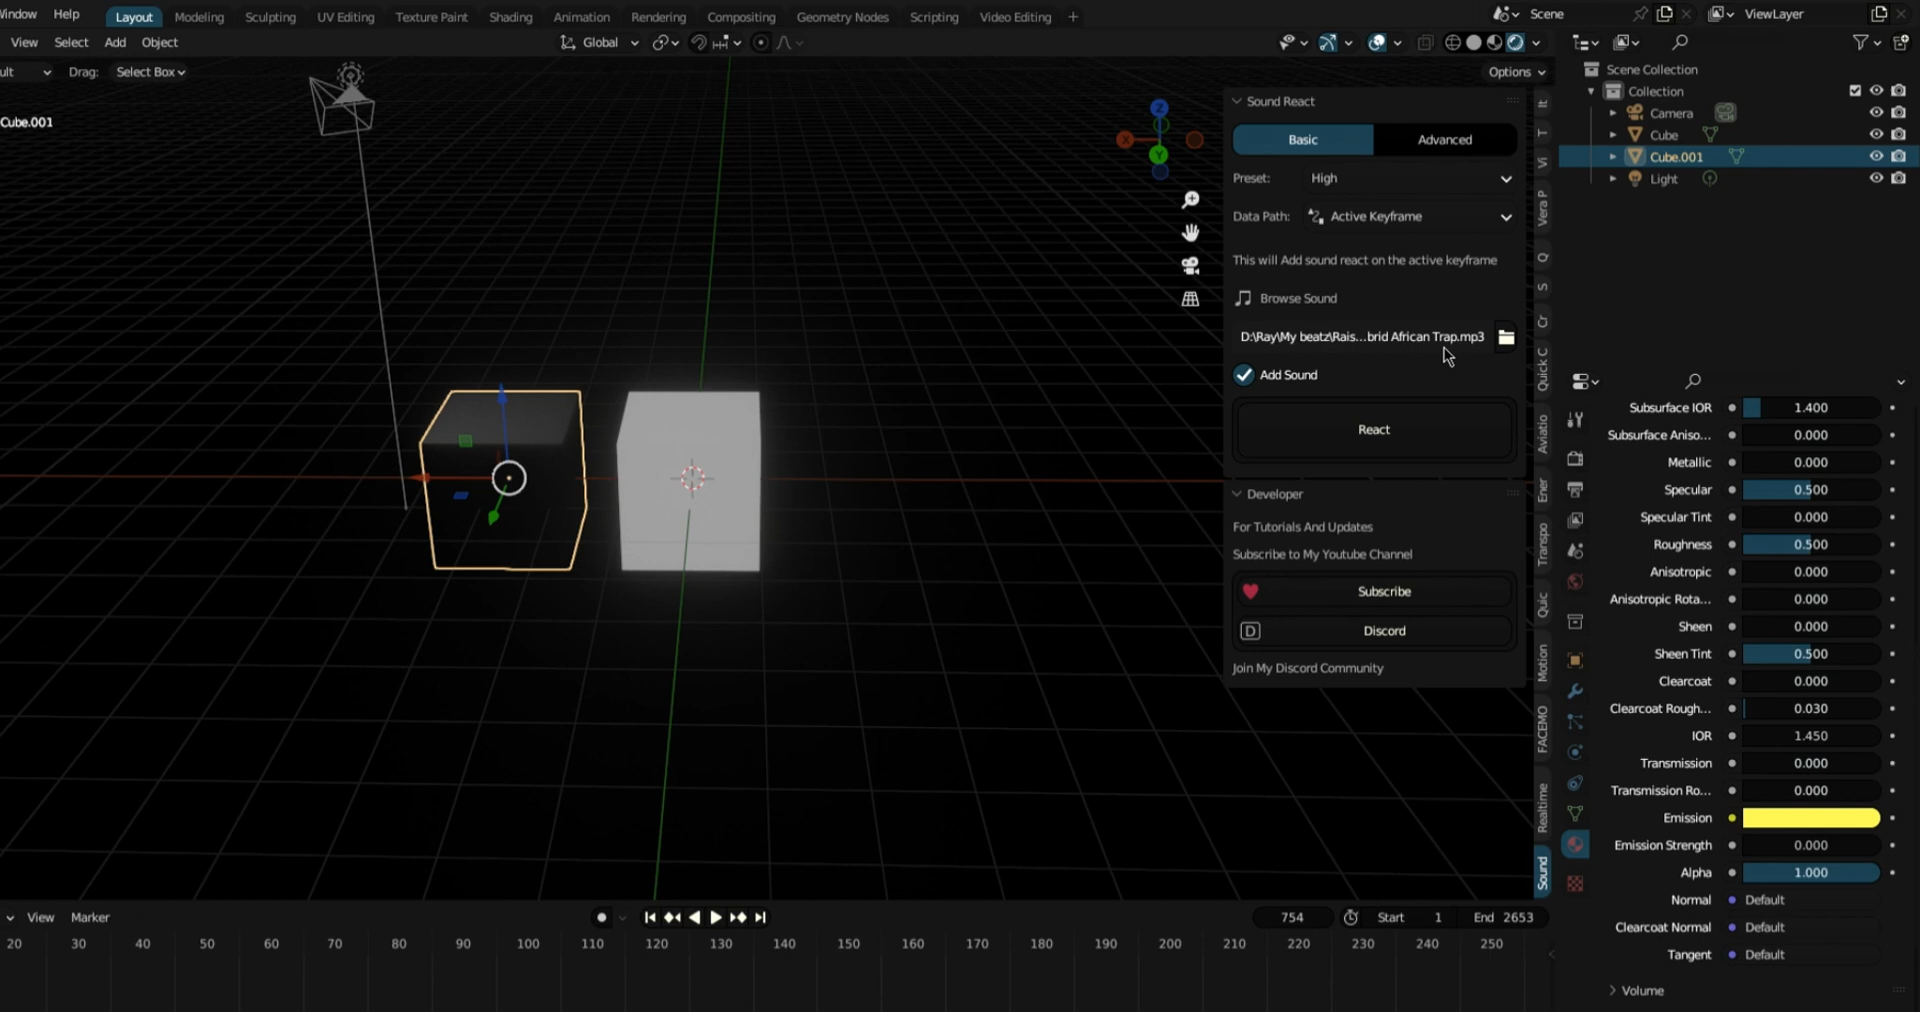 Window Help Layout Modeling Sculpting UV Editing Texture Paint Shading Animation Rendering Compositing Geometry Nodes Scripting Video Editing + Scene ViewLayer
View Select Add Object Global
Drag: Select Box Options
Cube.001
Sound React
Basic Advanced
Preset: High
Data Path: Active Keyframe
This will Add sound react on the active keyframe
Browse Sound
D:\Ray\My beatz\Rais...brid African Trap.mp3
Add Sound
React
Developer
For Tutorials And Updates
Subscribe to My Youtube Channel
Subscribe
D Discord
Join My Discord Community
It
T
Vi
Vera P
Q
S
Cr
Quick C
Aviatio
Ener
Transpo
Quic
Motion
FACEMO
Realtime
Sound
Scene Collection
Collection
Camera
Cube
Cube.001
Light
Subsurface IOR 1.400
Subsurface Aniso... 0.000
Metallic 0.000
Specular 0.500
Specular Tint 0.000
Roughness 0.500
Anisotropic 0.000
Anisotropic Rota... 0.000
Sheen 0.000
Sheen Tint 0.500
Clearcoat 0.000
Clearcoat Rough... 0.030
IOR 1.450
Transmission 0.000
Transmission Ro... 0.000
Emission
Emission Strength 0.000
Alpha 1.000
Normal Default
Clearcoat Normal Default
Tangent Default
Volume
X Y Z
View Marker 754 Start 1 End 2653
20 30 40 50 60 70 80 90 100 110 120 130 140 150 160 170 180 190 200 210 220 230 240 250